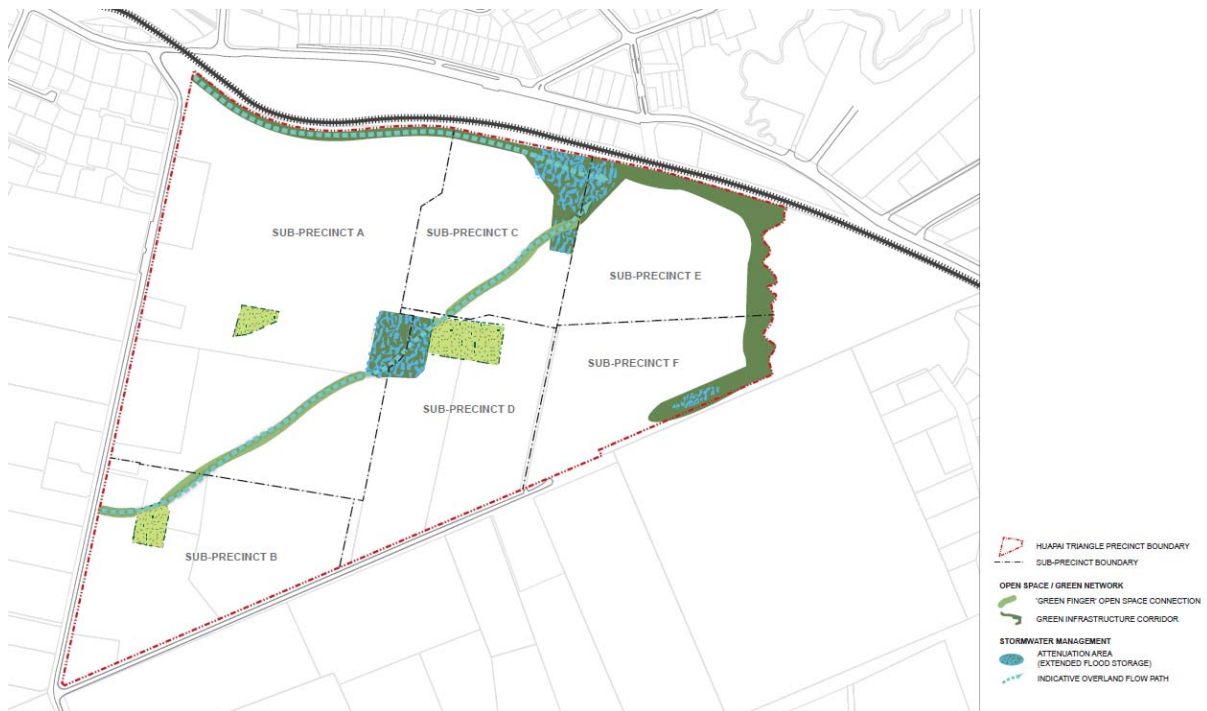 SUB-PRECINCT A
SUB-PRECINCT C
SUB-PRECINCT E
SUB-PRECINCT F
SUB-PRECINCT D
SUB-PRECINCT B
HUAPAI TRIANGLE PRECINCT BOUNDARY
SUB-PRECINCT BOUNDARY
OPEN SPACE / GREEN NETWORK
'GREEN FINGER' OPEN SPACE CONNECTION
GREEN INFRASTRUCTURE CORRIDOR
STORMWATER MANAGEMENT
ATTENUATION AREA
(EXTENDED FLOOD STORAGE)
INDICATIVE OVERLAND FLOW PATH